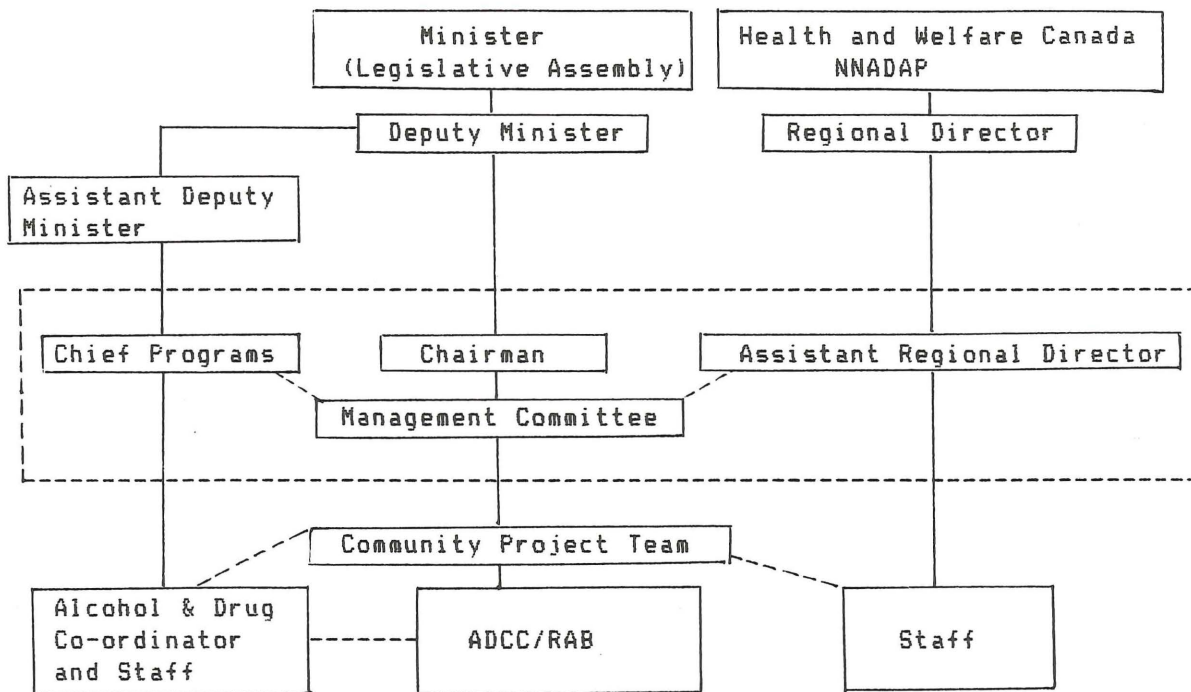 Minister
(Legislative Assembly)
Health and Welfare Canada
NNADAP
Deputy Minister
Regional Director
Assistant Deputy
Minister
Chief Programs
Chairman
Assistant Regional Director
Management Committee
Community Project Team
Alcohol & Drug
Co-ordinator
and Staff
ADCC/RAB
Staff